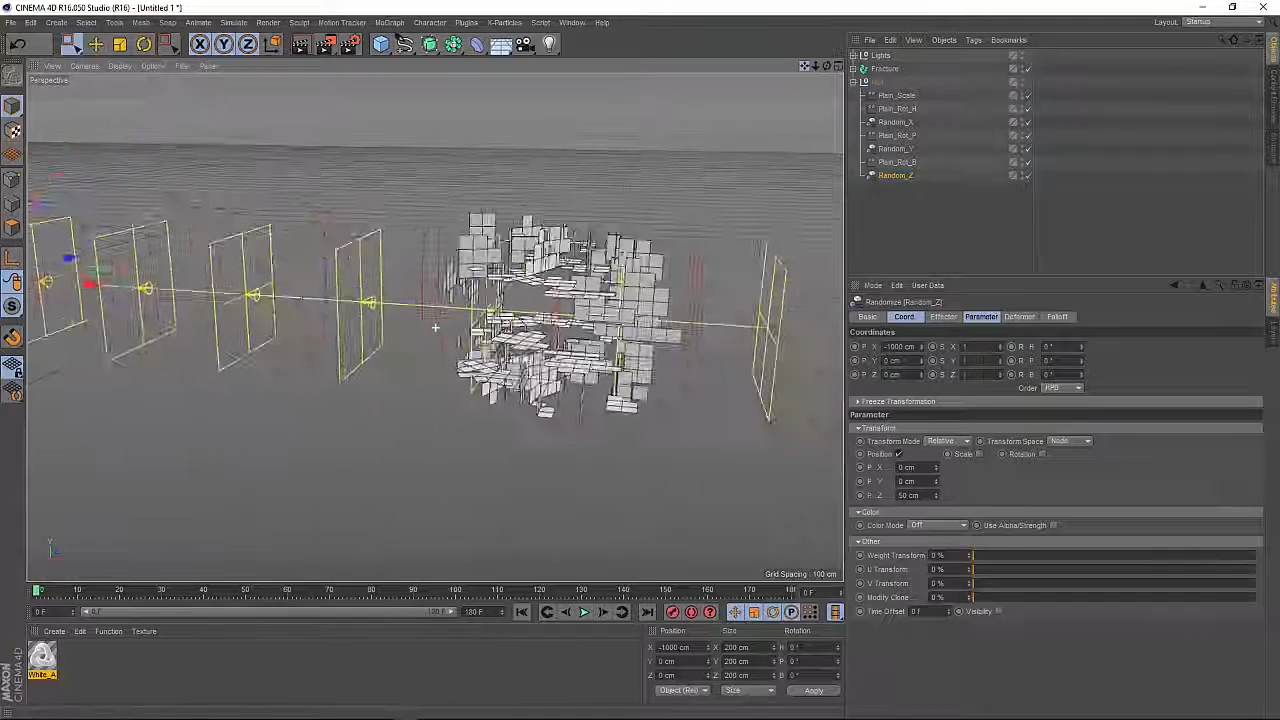 CINEMA 4D R16.050 Studio (R16) - [Untitled 1 *]
File Edit Create Select Tools Mesh Snap Animate Simulate Render Sculpt Motion Tracker MoGraph Character Plugins X-Particles Script Window Help
Layout: Startup
View Cameras Display Options Filter Panel
Perspective
File Edit View Objects Tags Bookmarks
Lights
Fracture
Plain_Scale
Plain_Rot_H
Random_X
Plain_Rot_P
Random_Y
Plain_Rot_B
Random_Z
Mode Edit User Data
Randomize [Random_Z]
Basic Coord. Effector Parameter Deformer Falloff
Coordinates
P X -1000 cm S X 1 R H 0 °
P Y 0 cm S Y R P 0 °
P Z 0 cm S Z R B 0 °
Order HPB
Freeze Transformation
Parameter
Transform
Transform Mode Relative Transform Space Node
Position Scale Rotation
P X 0 cm
P Y 0 cm
P Z 50 cm
Color
Color Mode Off Use Alpha/Strength
Other
Weight Transform 0 %
U Transform 0 %
V Transform 0 %
Modify Clone 0 %
Time Offset 0 F Visibility
Y
Grid Spacing : 100 cm
0 10 20 30 40 50 60 70 80 90 100 110 120 130 140 150 160 170 180 0 F
0 F 0 F 180 F 180 F
Create Edit Function Texture
White_A
Position Size Rotation
X -1000 cm X 200 cm H 0 °
Y 0 cm Y 200 cm P 0 °
Z 0 cm Z 200 cm B 0 °
Object (Rel) Size Apply
MAXON
CINEMA4D